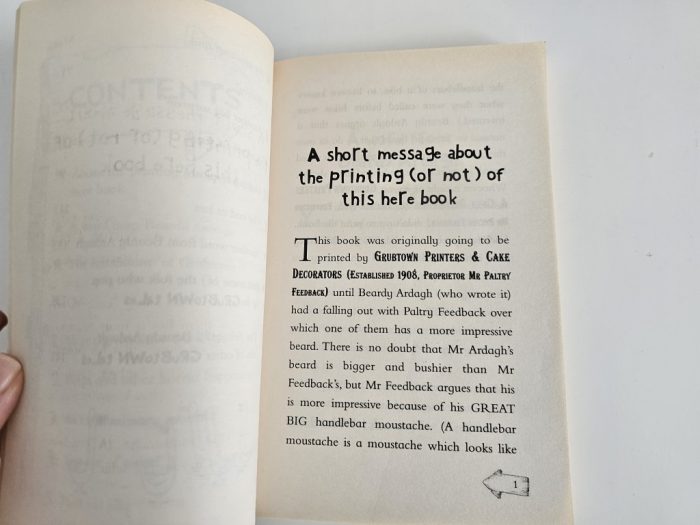 CONTENTS
A short message about
the printing (or not) of
this here book
This book was originally going to be
printed by GRUBTOWN PRINTERS & CAKE
DECORATORS (ESTABLISHED 1908, PROPRIETOR MR PALTRY
FEEDBACK) until Beardy Ardagh (who wrote it)
had a falling out with Paltry Feedback over
which one of them has a more impressive
beard. There is no doubt that Mr Ardagh's
beard is bigger and bushier than Mr
Feedback's, but Mr Feedback argues that his
is more impressive because of his GREAT
BIG handlebar moustache. (A handlebar
moustache is a moustache which looks like
1